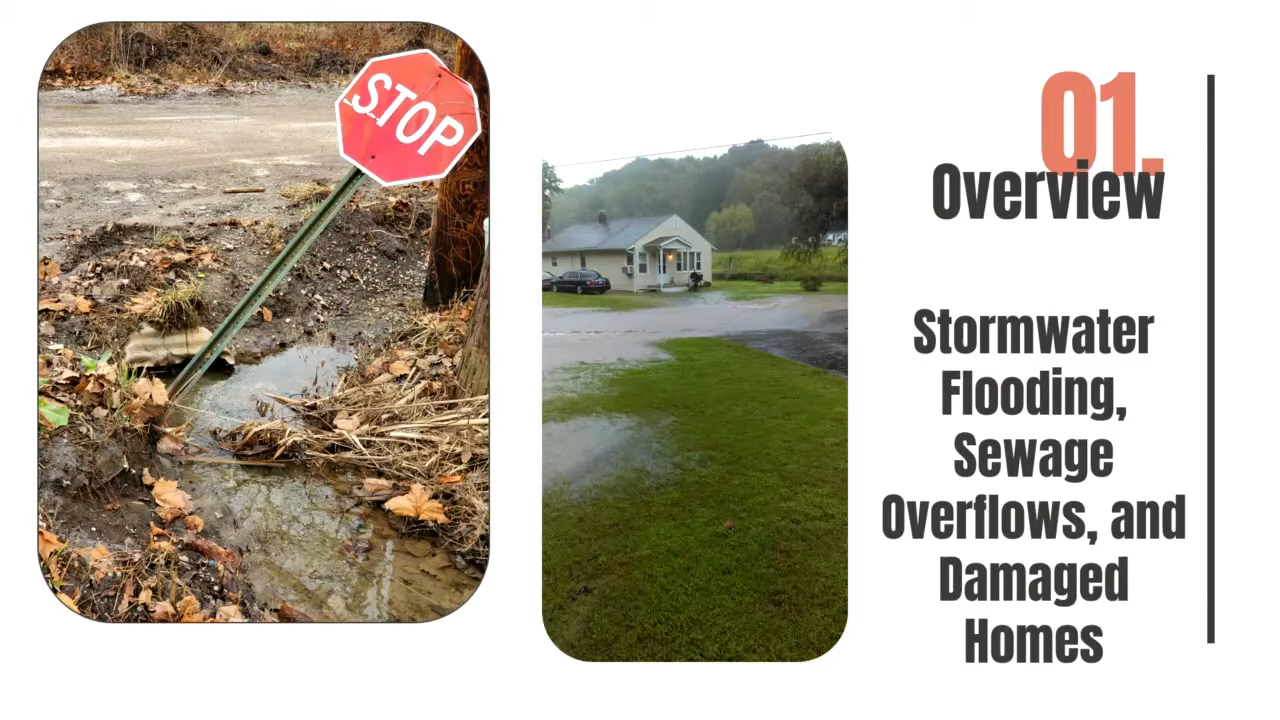 STOP
01.
Overview
Stormwater
Flooding,
Sewage
Overflows, and
Damaged
Homes